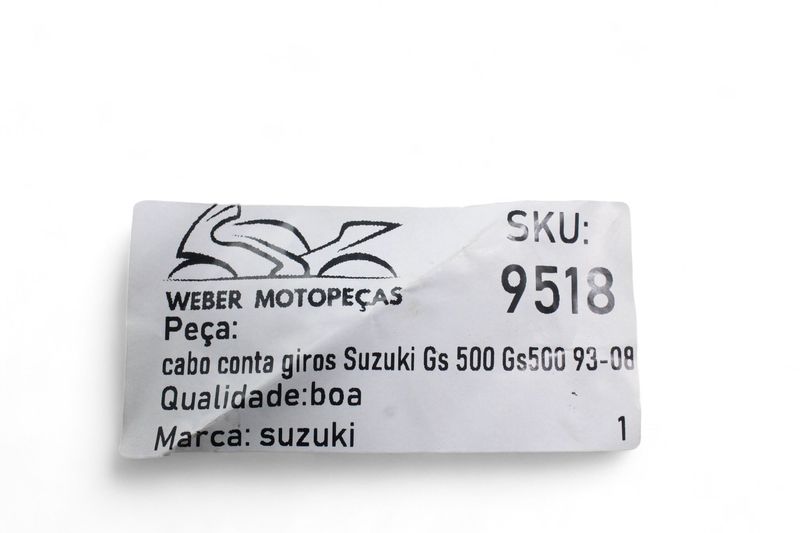 WEBER MOTOPEÇAS
SKU:
9518
Peça:
cabo conta giros Suzuki Gs 500 Gs500 93-08
Qualidade:boa
Marca: suzuki
1